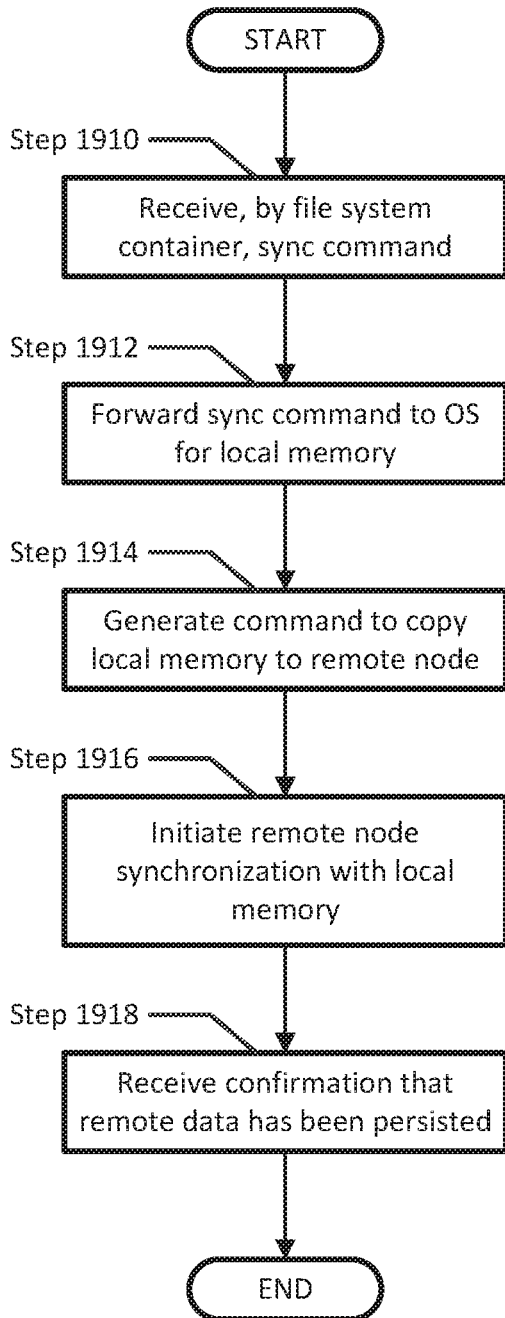 START
Step 1910
Receive, by file system
container, sync command
Step 1912
Forward sync command to OS
for local memory
Step 1914
Generate command to copy
local memory to remote node
Step 1916
Initiate remote node
synchronization with local
memory
Step 1918
Receive confirmation that
remote data has been persisted
END